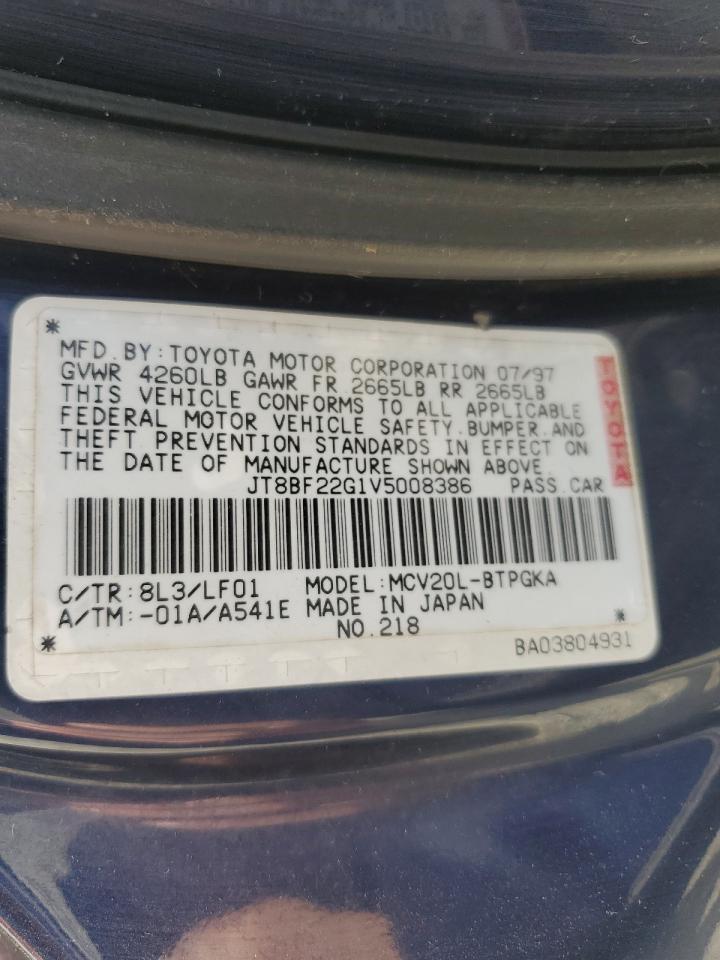 MFD.BY:TOYOTA MOTOR CORPORATION 07/97
GVWR 4260LB GAWR FR 2665LB RR 2665LB
THIS VEHICLE CONFORMS TO ALL APPLICABLE
FEDERAL MOTOR VEHICLE SAFETY.BUMPER.AND
THEFT PREVENTION STANDARDS IN EFFECT ON
THE DATE OF MANUFACTURE SHOWN ABOVE.
TOYOTA
JT8BF22G1V5008386 PASS.CAR
C/TR:8L3/LF01 MODEL:MCV20L-BTPGKA
A/TM:-01A/A541E MADE IN JAPAN
NO.218
BA03804931